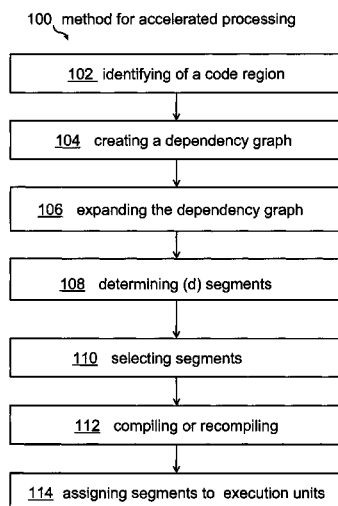 100 method for accelerated processing
102 identifying of a code region
104 creating a dependency graph
106 expanding the dependency graph
108 determining (d) segments
110 selecting segments
112 compiling or recompiling
114 assigning segments to execution units